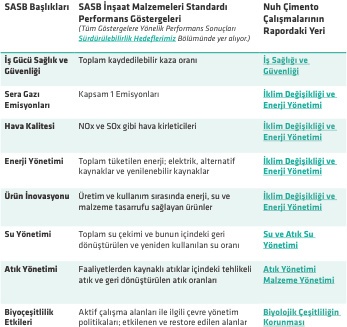 SASB Başlıkları
SASB İnşaat Malzemeleri Standardı
Performans Göstergeleri
(Tüm Göstergelere Yönelik Performans Sonuçları
Sürdürülebilirlik Hedeflerimiz Bölümünde yer alıyor.)
Nuh Çimento
Çalışmalarının
Rapordaki Yeri
İş Gücü Sağlık ve
Güvenliği
Toplam kaydedilebilir kaza oranı
İş Sağlığı ve
Güvenliği
Sera Gazı
Emisyonları
Kapsam 1 Emisyonları
İklim Değişikliği ve
Enerji Yönetimi
Hava Kalitesi
NOx ve SOx gibi hava kirleticileri
İklim Değişikliği ve
Enerji Yönetimi
Enerji Yönetimi
Toplam tüketilen enerji; elektrik, alternatif
kaynaklar ve yenilenebilir kaynaklar
İklim Değişikliği ve
Enerji Yönetimi
Ürün İnovasyonu
Üretim ve kullanım sırasında enerji, su ve
malzeme tasarrufu sağlayan ürünler
İklim Değişikliği ve
Enerji Yönetimi
Su Yönetimi
Toplam su çekimi ve bunun içindeki geri
dönüştürülen ve yeniden kullanılan su oranı
Su ve Atık Su
Yönetimi
Atık Yönetimi
Faaliyetlerden kaynaklı atıklar içindeki tehlikeli
atık ve geri dönüştürülen atık oranları
Atık Yönetimi
Malzeme Yönetimi
Biyoçeşitlilik
Etkileri
Aktif çalışma alanları ile ilgili çevre yönetim
politikaları; etkilenen ve restore edilen alanlar
Biyolojik Çeşitliliğin
Korunması